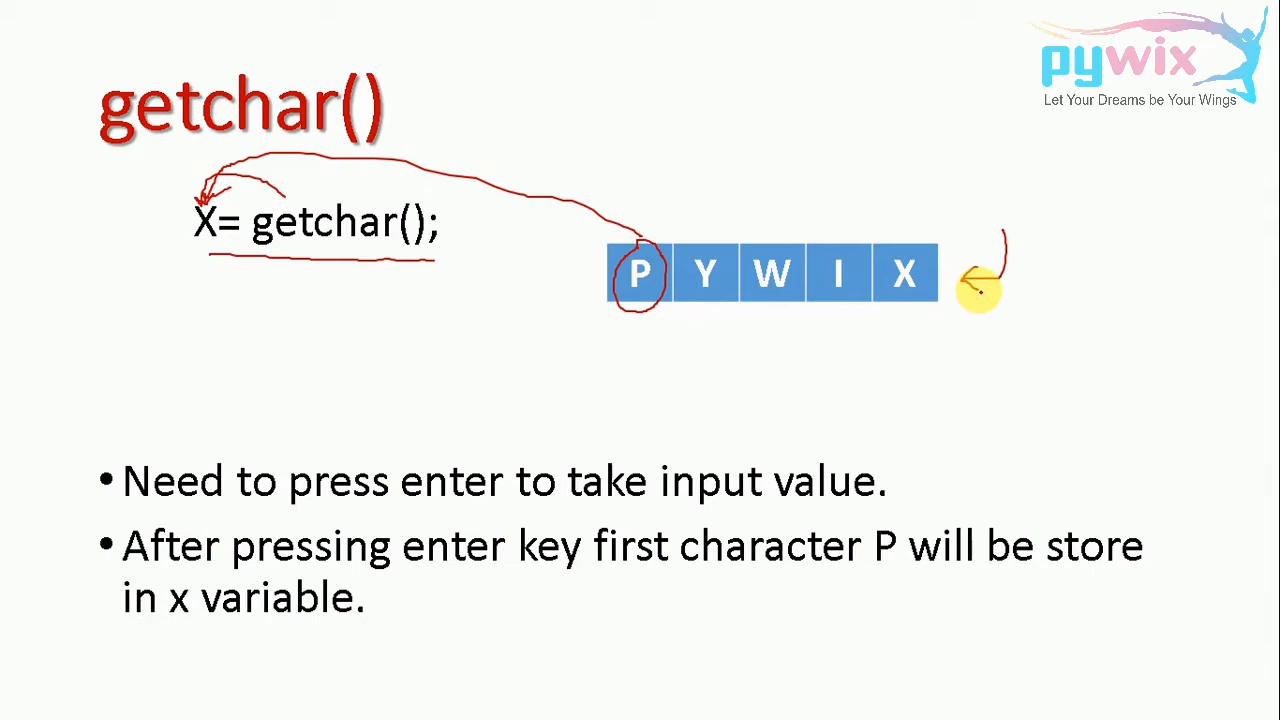 pywix
Let Your Dreams be Your Wings
getchar()
X= getchar();
P Y W I X
• Need to press enter to take input value.
• After pressing enter key first character P will be store
in x variable.